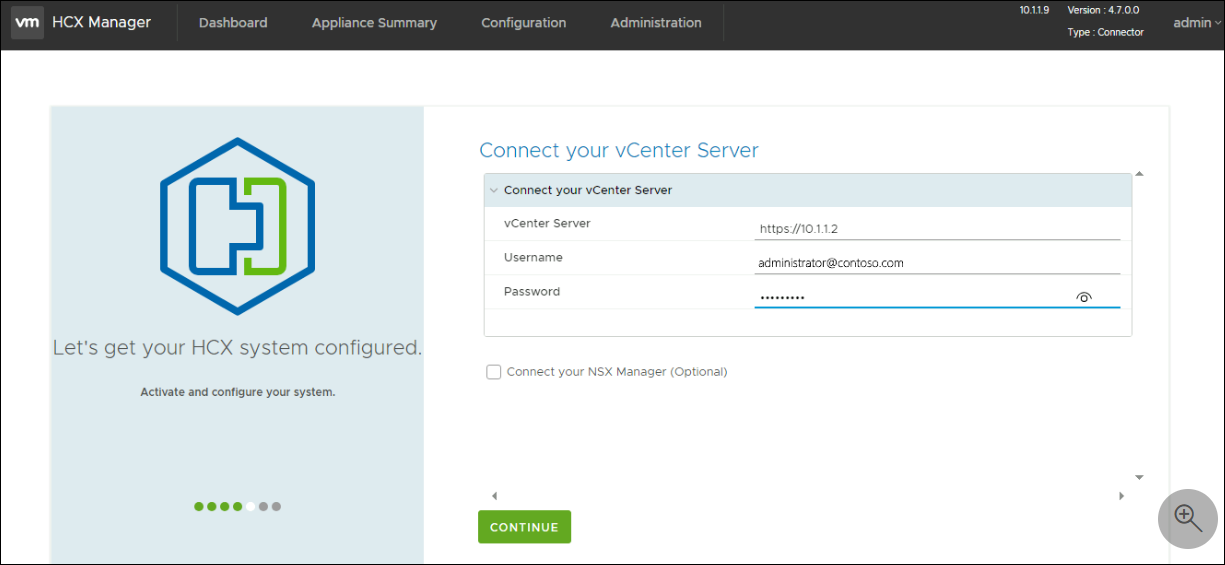 vm HCX Manager Dashboard Appliance Summary Configuration Administration 10.1.1.9 Version : 4.7.0.0 admin
Type : Connector
Connect your vCenter Server
Connect your vCenter Server
vCenter Server https://10.1.1.2
Username administrator@contoso.com
Password •••••••••
Let's get your HCX system configured.
Connect your NSX Manager (Optional)
Activate and configure your system.
CONTINUE